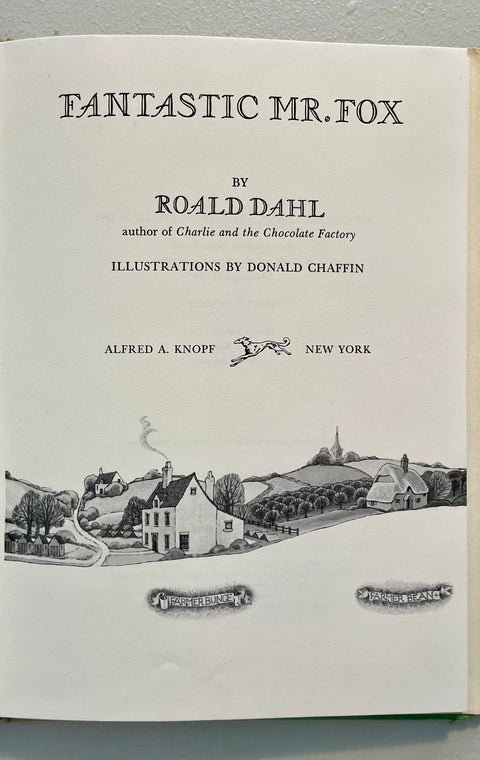 FANTASTIC MR. FOX
BY
ROALD DAHL
author of Charlie and the Chocolate Factory
ILLUSTRATIONS BY DONALD CHAFFIN
ALFRED A. KNOPF NEW YORK
FARMER BUNCE
FARMER BEAN